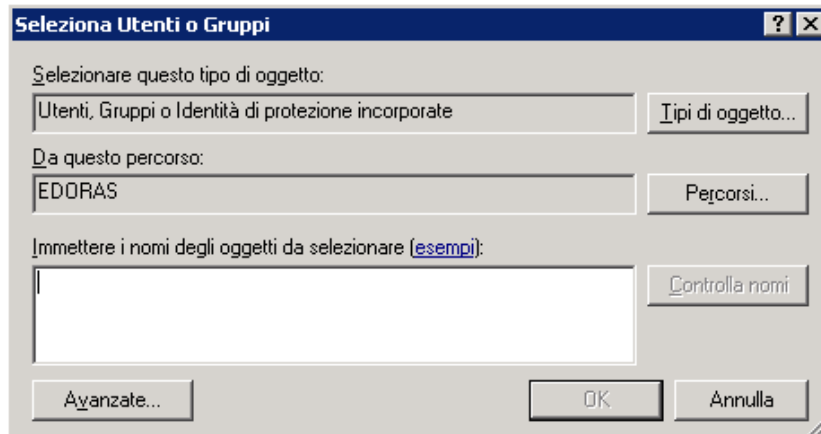 Seleziona Utenti o Gruppi
Selezionare questo tipo di oggetto:
Utenti, Gruppi o Identità di protezione incorporate
Tipi di oggetto...
Da questo percorso:
EDORAS
Percorsi...
Immettere i nomi degli oggetti da selezionare (esempi):
Controlla nomi
Avanzate...
OK
Annulla